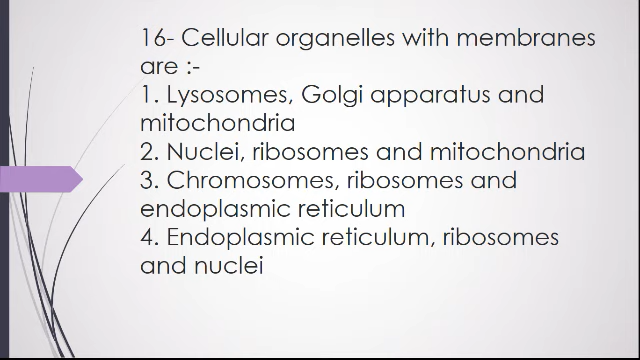 16- Cellular organelles with membranes
are :-
1. Lysosomes, Golgi apparatus and
mitochondria
2. Nuclei, ribosomes and mitochondria
3. Chromosomes, ribosomes and
endoplasmic reticulum
4. Endoplasmic reticulum, ribosomes
and nuclei